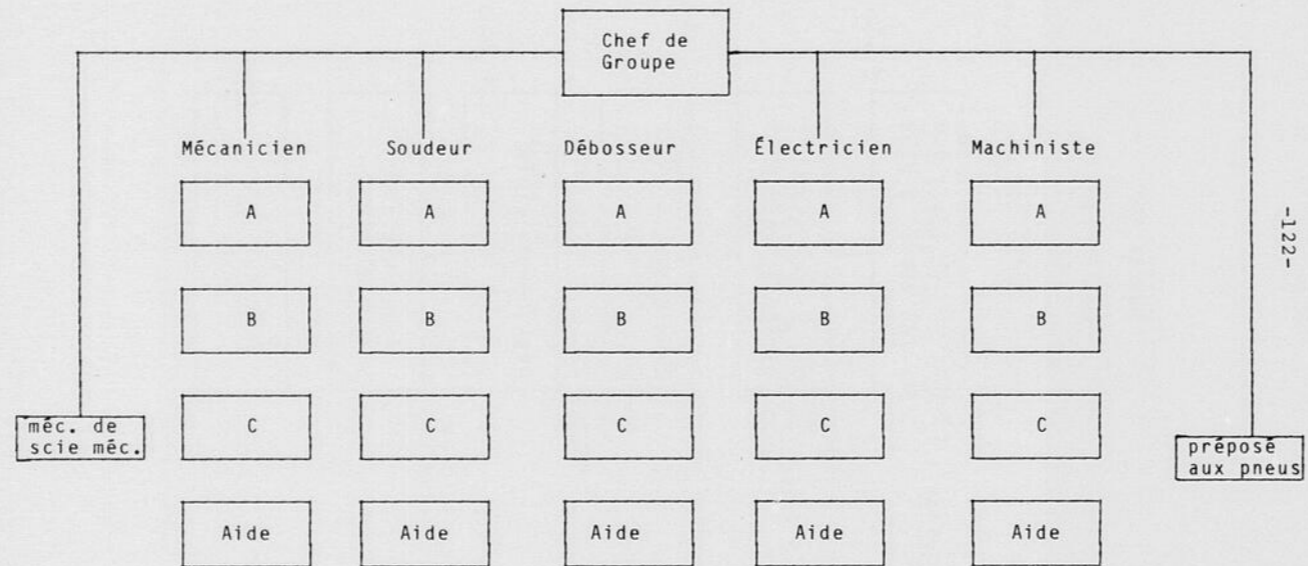 Chef de
Groupe
Mécanicien Soudeur Débosseur Électricien Machiniste
A A A A A
B B B B B
C C C C C
méc. de
scie méc.
préposé
aux pneus
Aide Aide Aide Aide Aide
-122-